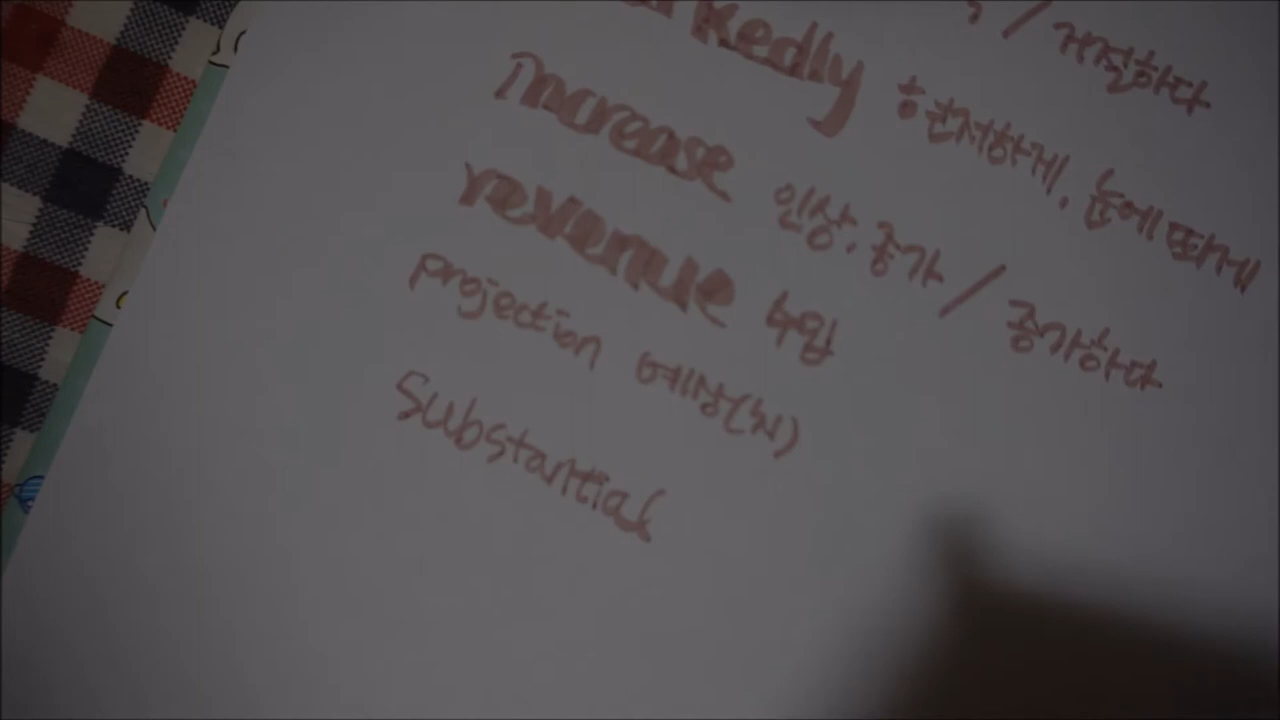 / 거절하다
markedly 현저하게, 눈에 띄게
increase 인상, 증가 / 증가하다
revenue 수입
projection 예상(치)
Substantial